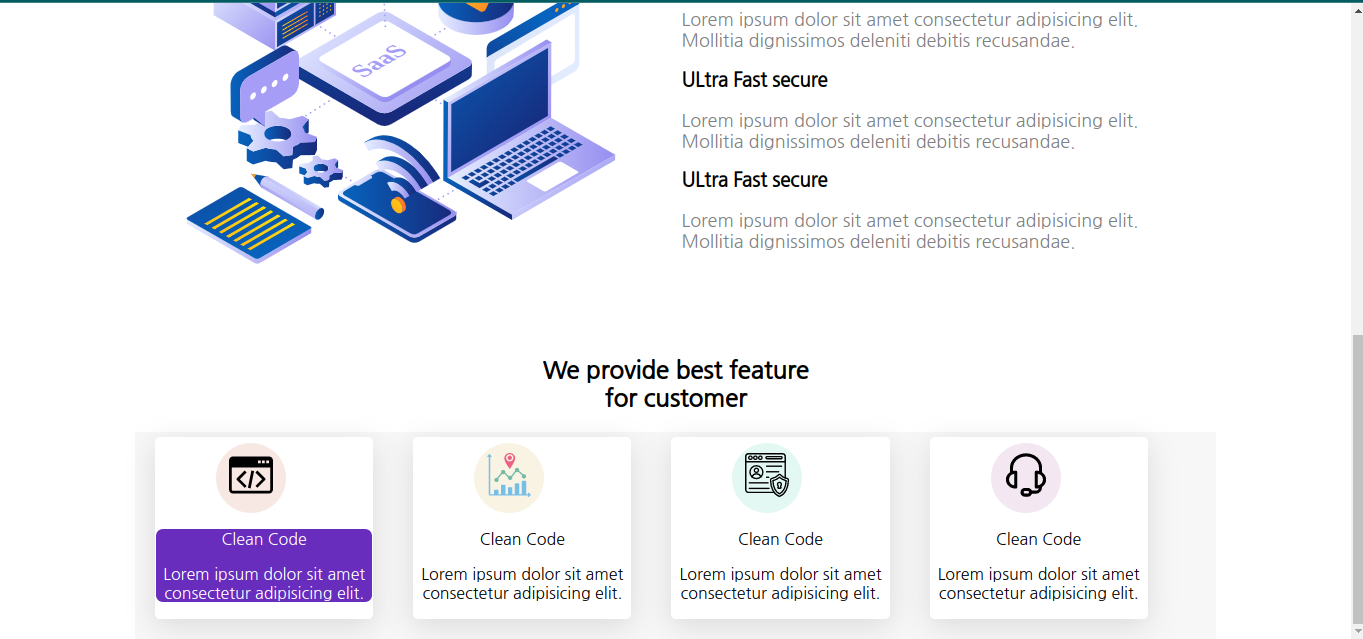 SaaS
Lorem ipsum dolor sit amet consectetur adipisicing elit.
Mollitia dignissimos deleniti debitis recusandae.
ULtra Fast secure
Lorem ipsum dolor sit amet consectetur adipisicing elit.
Mollitia dignissimos deleniti debitis recusandae.
ULtra Fast secure
Lorem ipsum dolor sit amet consectetur adipisicing elit.
Mollitia dignissimos deleniti debitis recusandae.
We provide best feature
for customer
</>
Clean Code
Lorem ipsum dolor sit amet
consectetur adipisicing elit.
Clean Code
Lorem ipsum dolor sit amet
consectetur adipisicing elit.
Clean Code
Lorem ipsum dolor sit amet
consectetur adipisicing elit.
Clean Code
Lorem ipsum dolor sit amet
consectetur adipisicing elit.